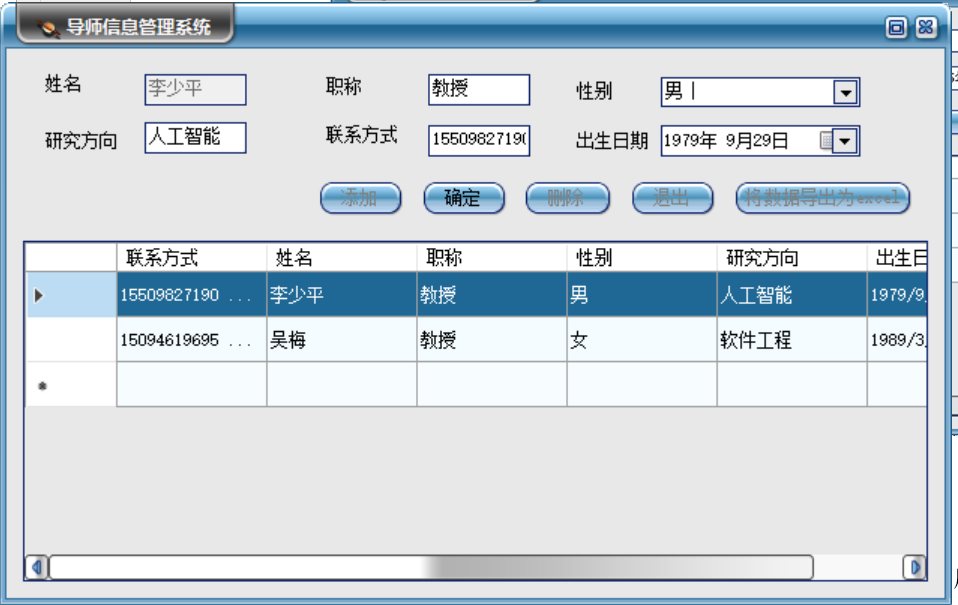 导师信息管理系统
姓名 李少平 职称 教授 性别 男
研究方向 人工智能 联系方式 1550982719 出生日期 1979年 9月29日
添加 确定 删除 退出 将数据导出为excel
联系方式 姓名 职称 性别 研究方向 出生日
15509827190 ... 李少平 教授 男 人工智能 1979/9
15094619695 ... 吴梅 教授 女 软件工程 1989/3